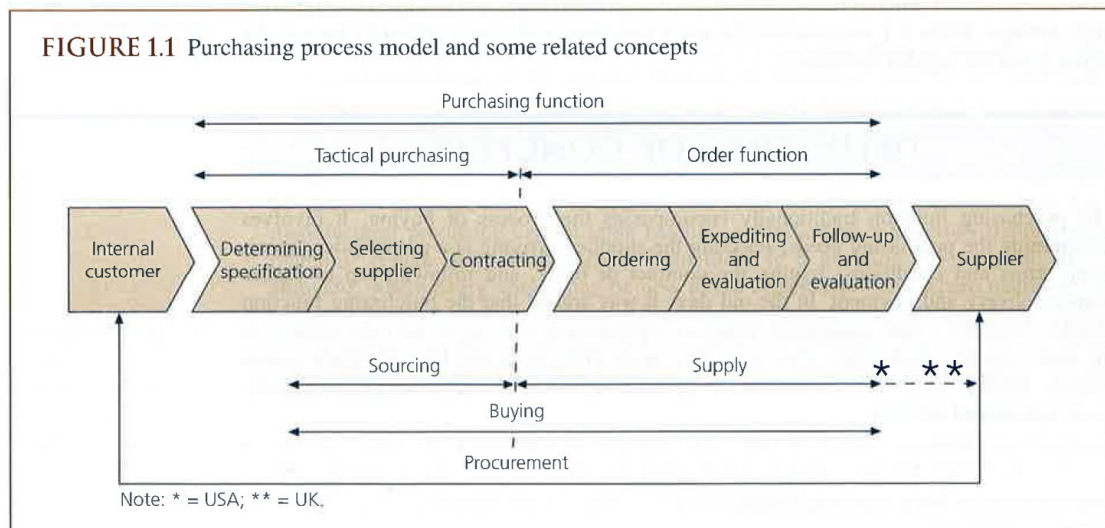 FIGURE 1.1 Purchasing process model and some related concepts
Purchasing function
Tactical purchasing
Order function
Internal
customer
Determining
specification
Selecting
supplier
Contracting
Ordering
Expediting
and
evaluation
Follow-up
and
evaluation
Supplier
Sourcing
Supply
* **
Buying
Procurement
Note: * = USA; ** = UK.